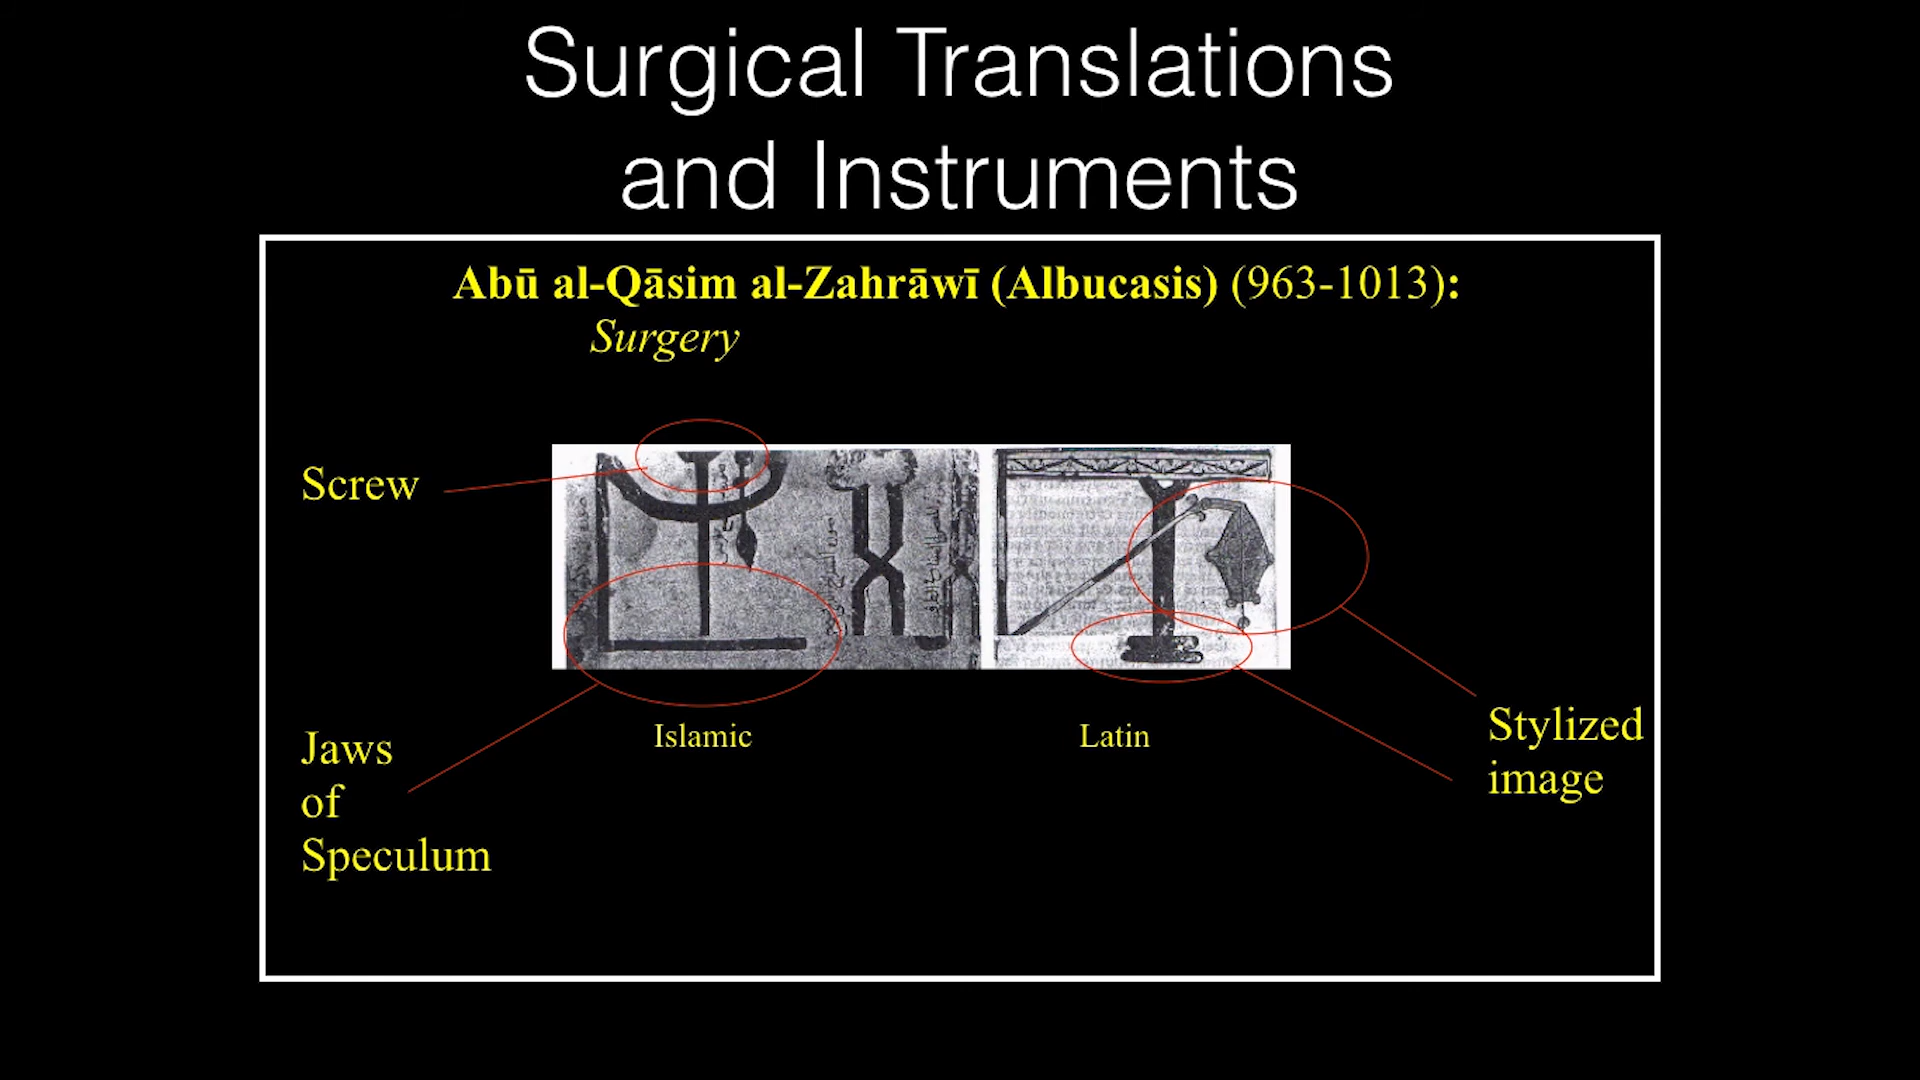 Surgical Translations
and Instruments
Abū al-Qāsim al-Zahrāwī (Albucasis) (963-1013):
Surgery
Screw
Jaws
of
Speculum
Islamic
Latin
Stylized
image